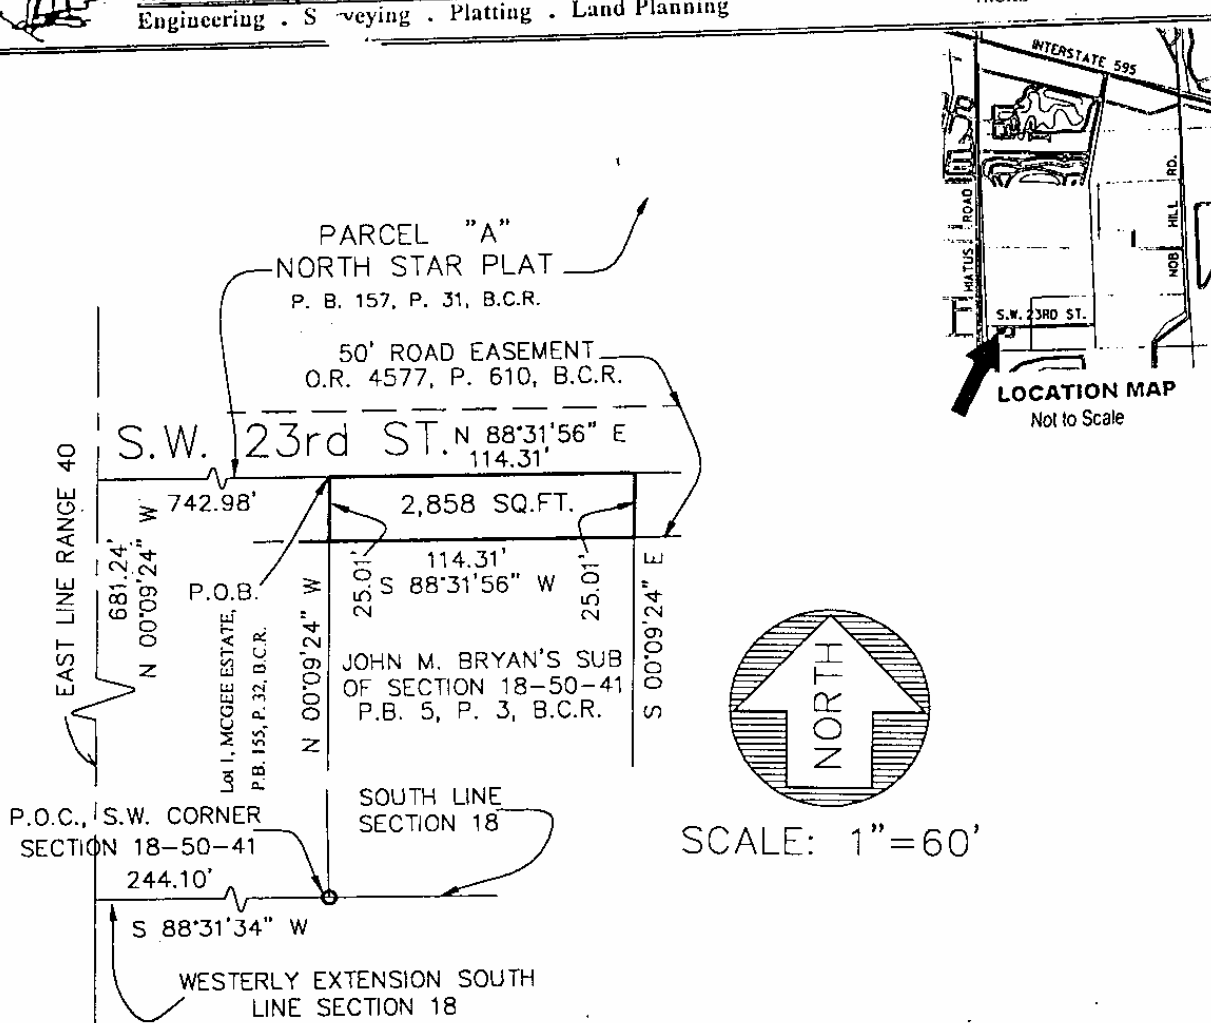 Engineering . S veying . Platting . Land Planning
INTERSTATE 595
HIATUS ROAD
NOB HILL RD.
S.W. 23RD ST.
LOCATION MAP
Not to Scale
PARCEL "A"
NORTH STAR PLAT
P. B. 157, P. 31, B.C.R.
50' ROAD EASEMENT
O.R. 4577, P. 610, B.C.R.
S.W. 23rd ST.
N 88°31'56" E
114.31'
742.98'
2,858 SQ.FT.
EAST LINE RANGE 40
681.24'
N 00°09'24" W
P.O.B.
25.01'
114.31'
S 88°31'56" W
25.01'
Lot 1, MCGEE ESTATE,
P.B. 155, P. 32, B.C.R.
N 00°09'24" W
JOHN M. BRYAN'S SUB
OF SECTION 18-50-41
P.B. 5, P. 3, B.C.R.
S 00°09'24" E
NORTH
SCALE: 1"=60'
P.O.C., S.W. CORNER
SECTION 18-50-41
SOUTH LINE
SECTION 18
244.10'
S 88°31'34" W
WESTERLY EXTENSION SOUTH
LINE SECTION 18